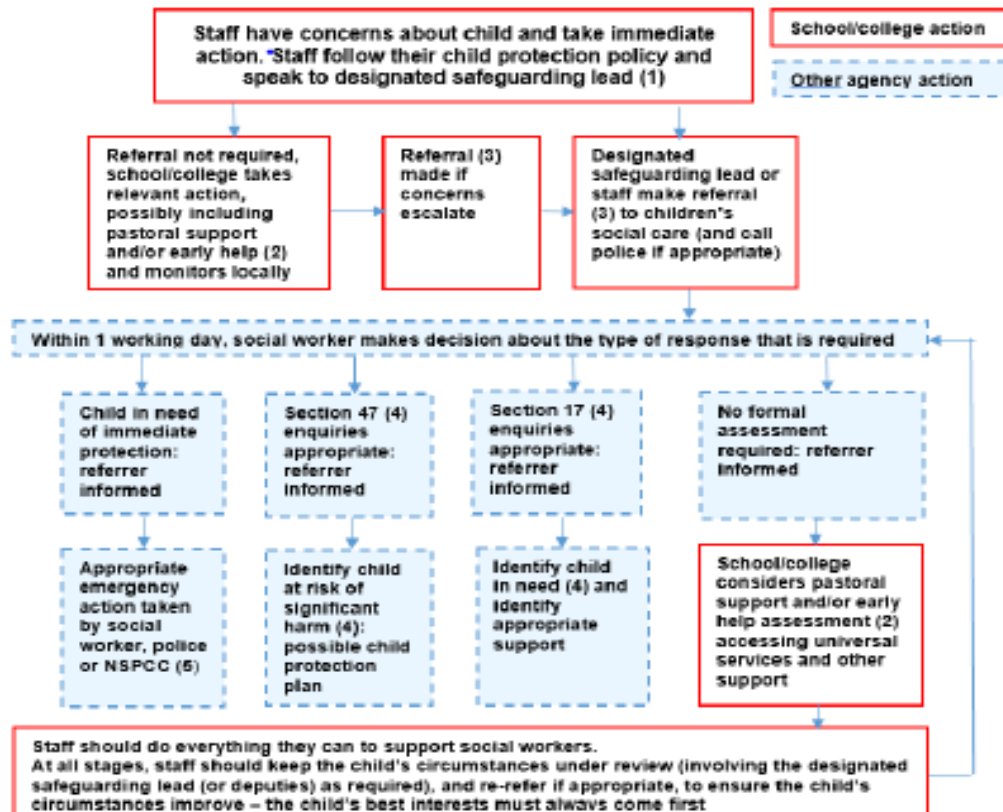 Staff have concerns about child and take immediate
action. Staff follow their child protection policy and
speak to designated safeguarding lead (1)
School/college action
Other agency action
Referral not required,
school/college takes
relevant action,
possibly including
pastoral support
and/or early help (2)
and monitors locally
Referral (3)
made if
concerns
escalate
Designated
safeguarding lead or
staff make referral
(3) to children's
social care (and call
police if appropriate)
Within 1 working day, social worker makes decision about the type of response that is required
Child in need
of immediate
protection:
referrer
informed
Section 47 (4)
enquiries
appropriate:
referrer
informed
Section 17 (4)
enquiries
appropriate:
referrer
informed
No formal
assessment
required: referrer
informed
Appropriate
emergency
action taken
by social
worker, police
or NSPCC (5)
Identify child
at risk of
significant
harm (4):
possible child
protection
plan
Identify child
in need (4) and
identify
appropriate
support
School/college
considers pastoral
support and/or early
help assessment (2)
accessing universal
services and other
support
Staff should do everything they can to support social workers.
At all stages, staff should keep the child's circumstances under review (involving the designated
safeguarding lead (or deputies) as required), and re-refer if appropriate, to ensure the child's
circumstances improve – the child's best interests must always come first